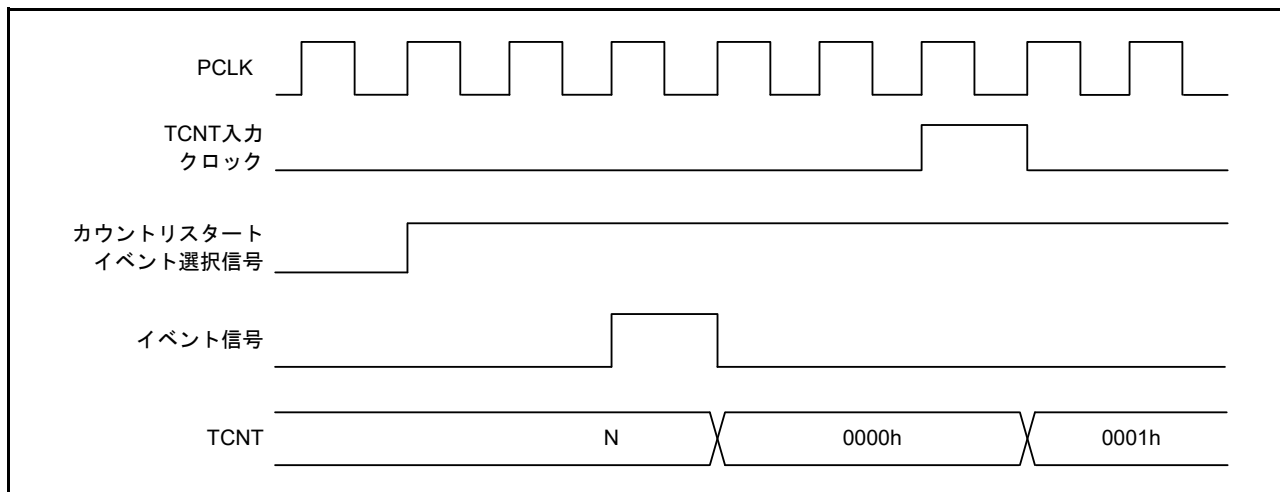 PCLK
TCNT入力
クロック
カウントリスタート
イベント選択信号
イベント信号
TCNT
N
0000h
0001h